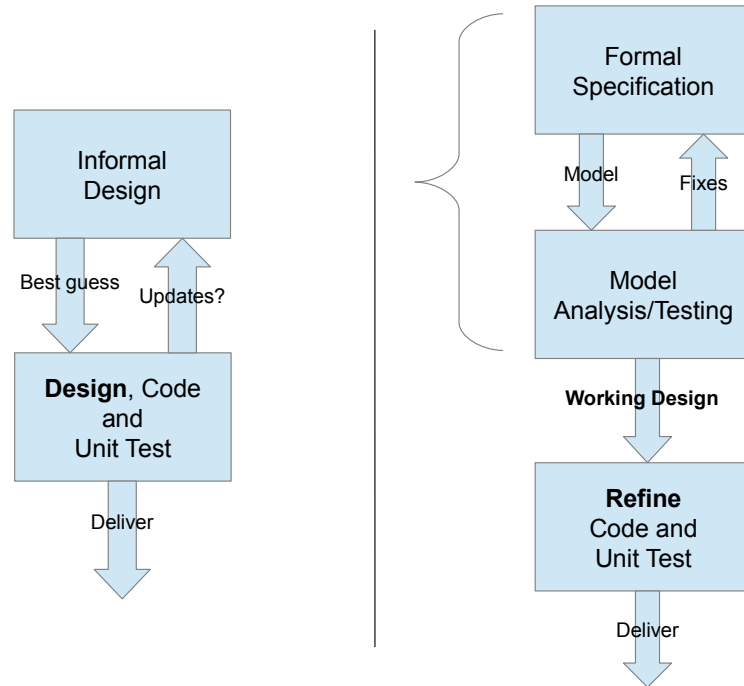 Informal
Design
Best guess
Updates?
Design, Code
and
Unit Test
Deliver
Formal
Specification
Model
Fixes
Model
Analysis/Testing
Working Design
Refine
Code and
Unit Test
Deliver